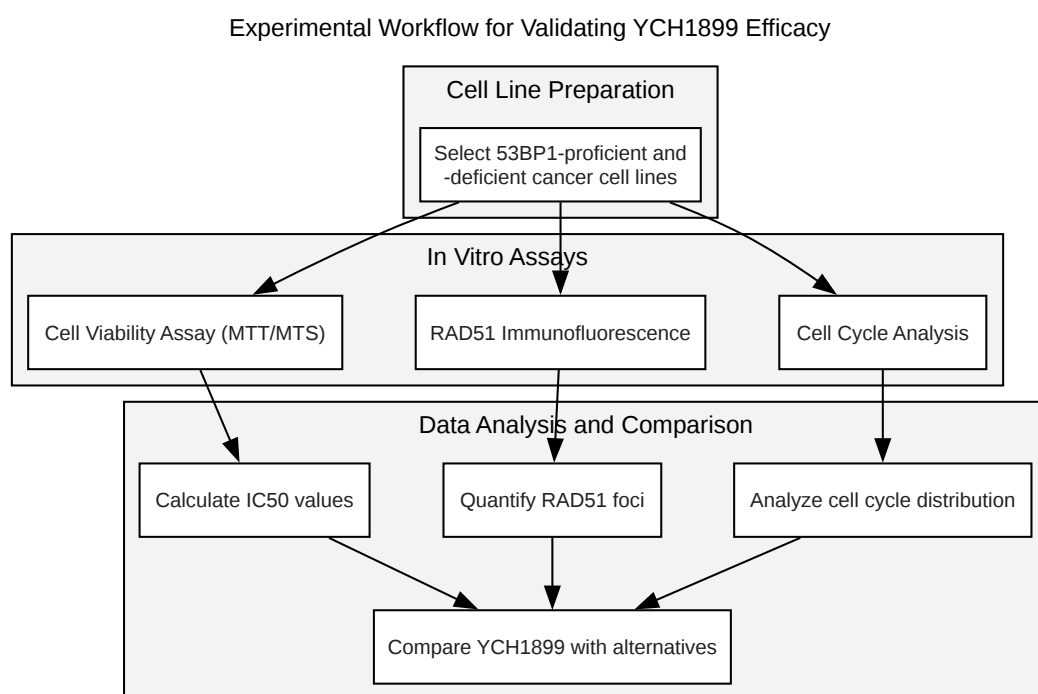 Experimental Workflow for Validating YCH1899 Efficacy
Cell Line Preparation
Select 53BP1-proficient and
-deficient cancer cell lines
In Vitro Assays
Cell Viability Assay (MTT/MTS)
RAD51 Immunofluorescence
Cell Cycle Analysis
Data Analysis and Comparison
Calculate IC50 values
Quantify RAD51 foci
Analyze cell cycle distribution
Compare YCH1899 with alternatives